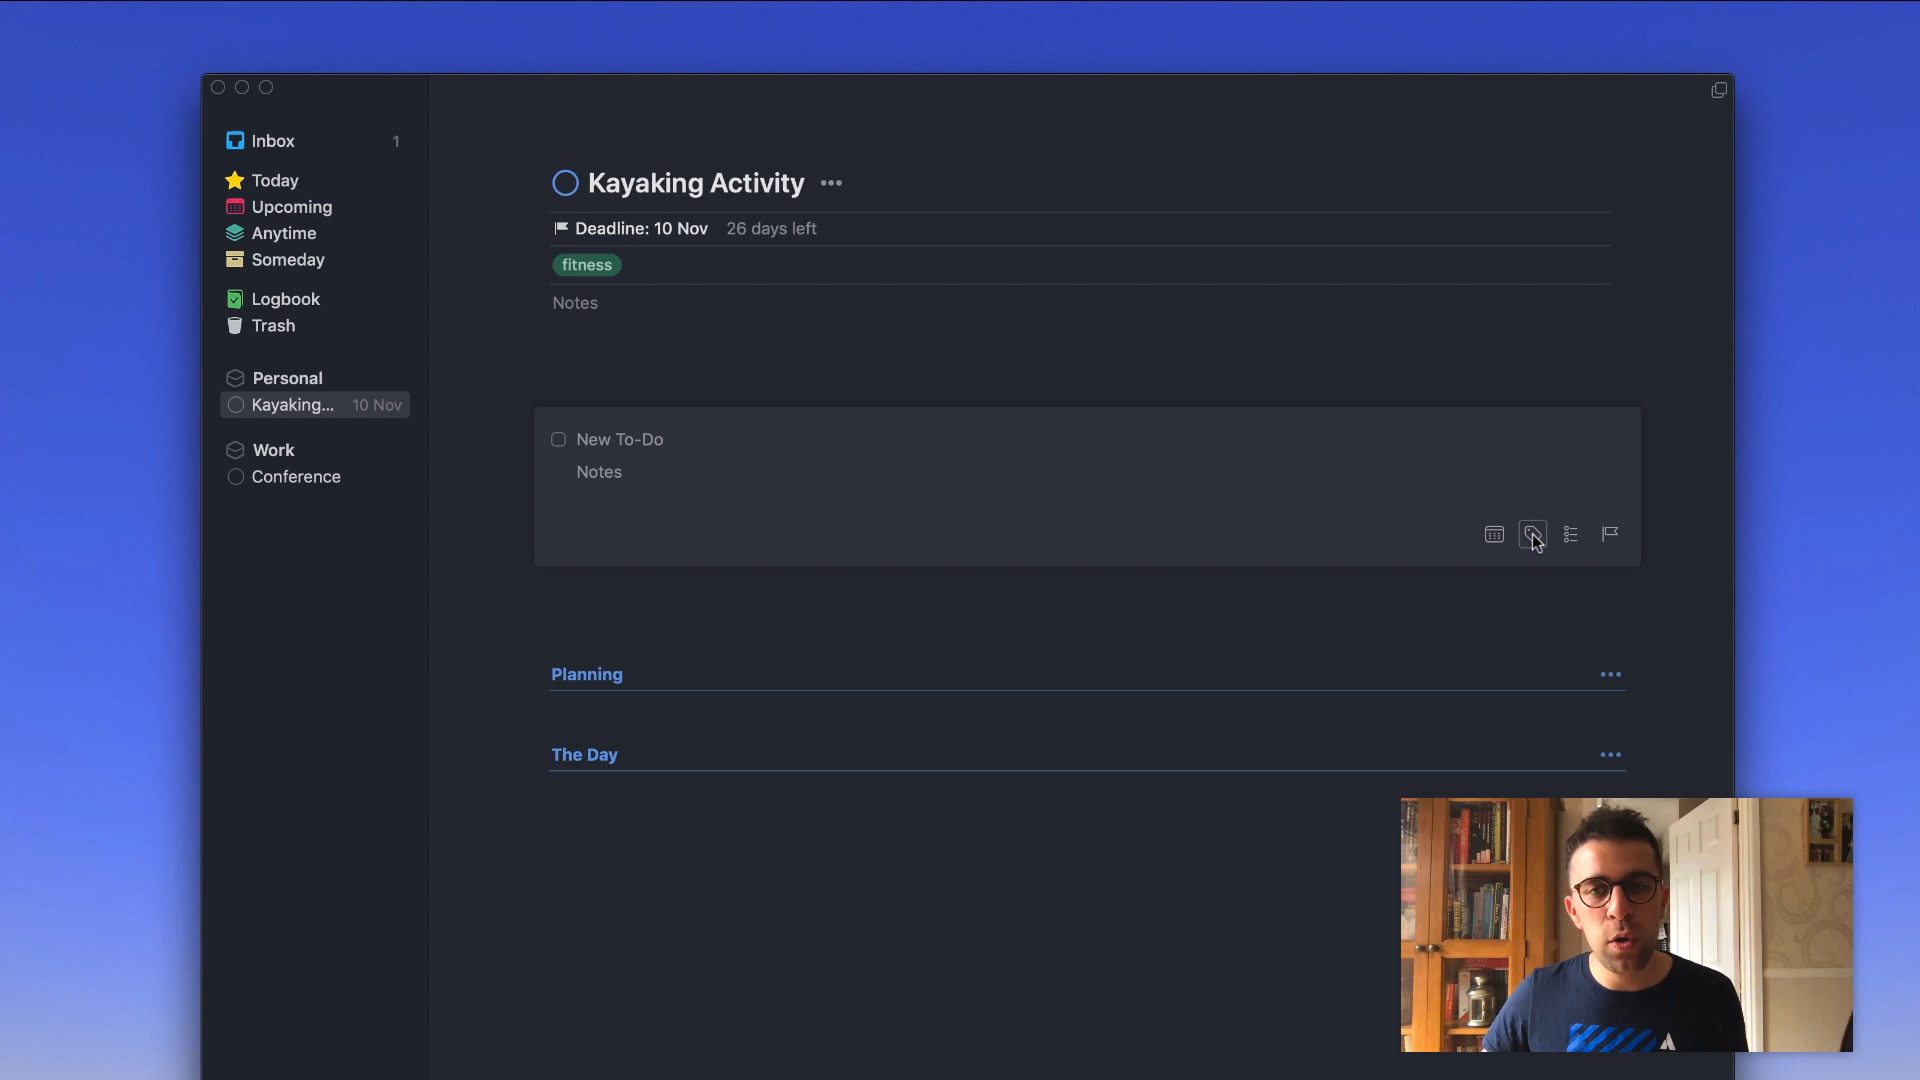 Inbox 1
Today
Upcoming
Anytime
Someday
Logbook
Trash
Personal
Kayaking... 10 Nov
Work
Conference
Kayaking Activity
Deadline: 10 Nov 26 days left
fitness
Notes
New To-Do
Notes
Planning
The Day